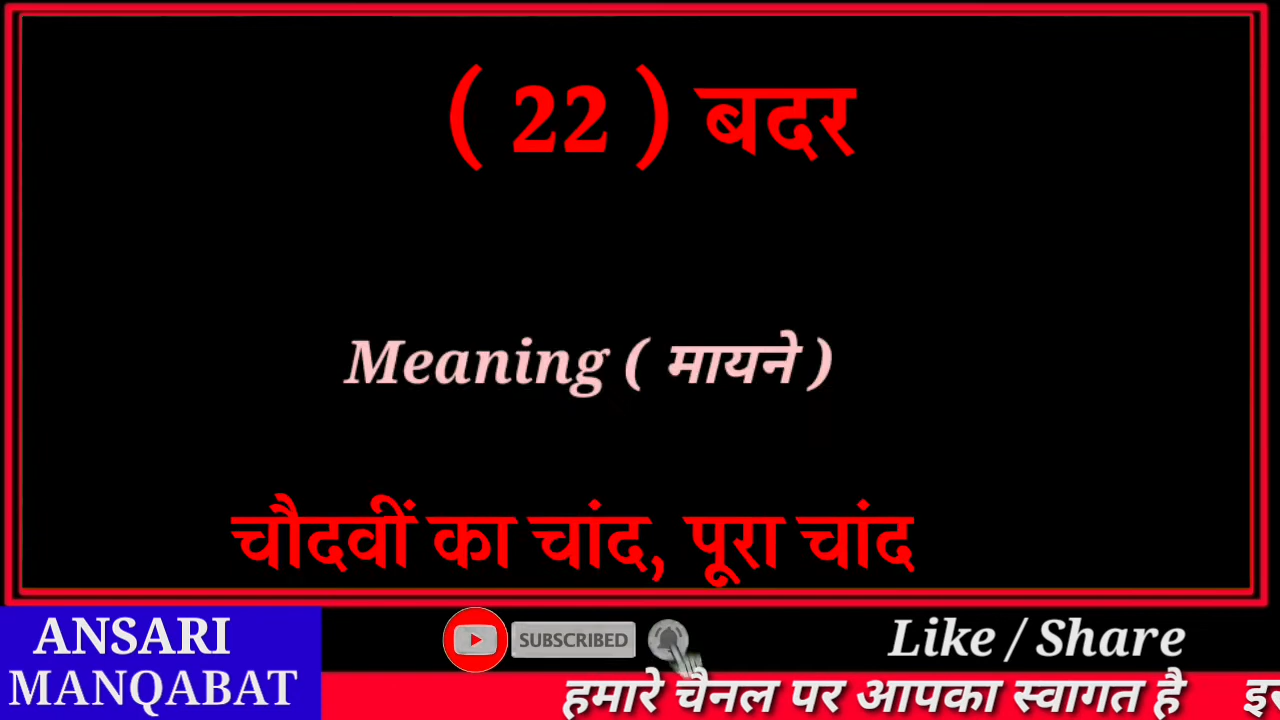 ( 22 ) बदर
Meaning ( मायने )
चौदवीं का चांद, पूरा चांद
ANSARI
MANQABAT
SUBSCRIBED
Like / Share
हमारे चैनल पर आपका स्वागत है